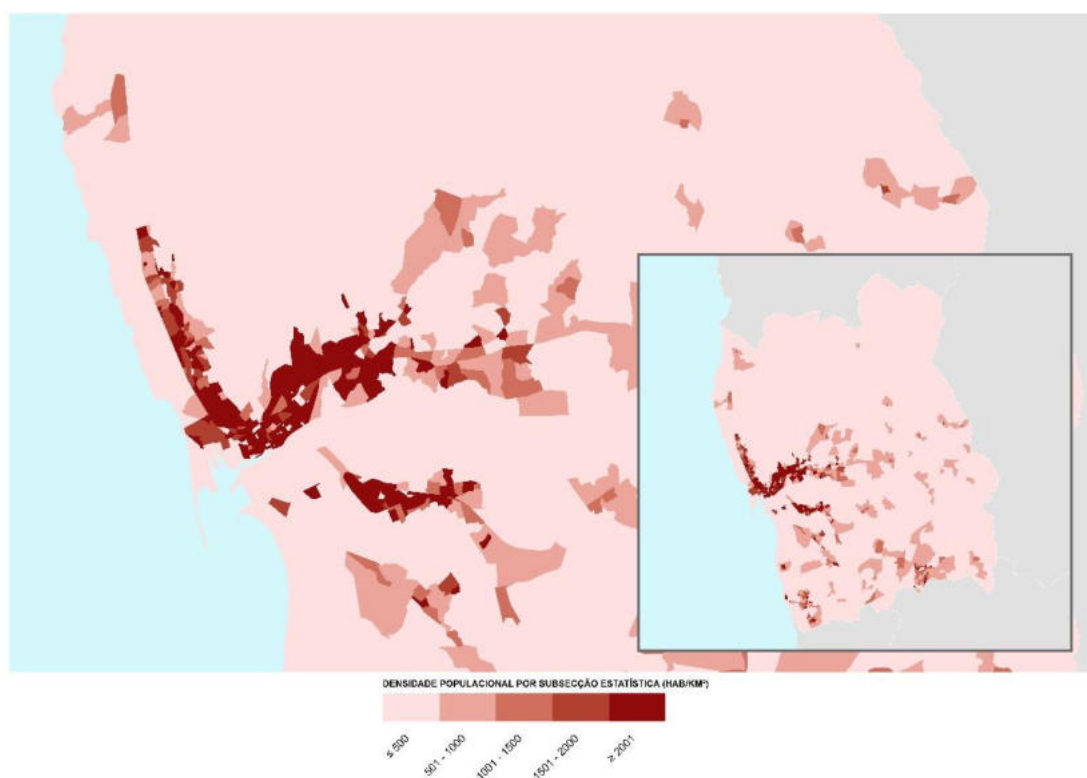 DENSIDADE POPULACIONAL POR SUBSECÇÃO ESTATÍSTICA (HAB/KM²)
≤ 500
501 - 1000
1001 - 1500
1501 - 2000
≥ 2001